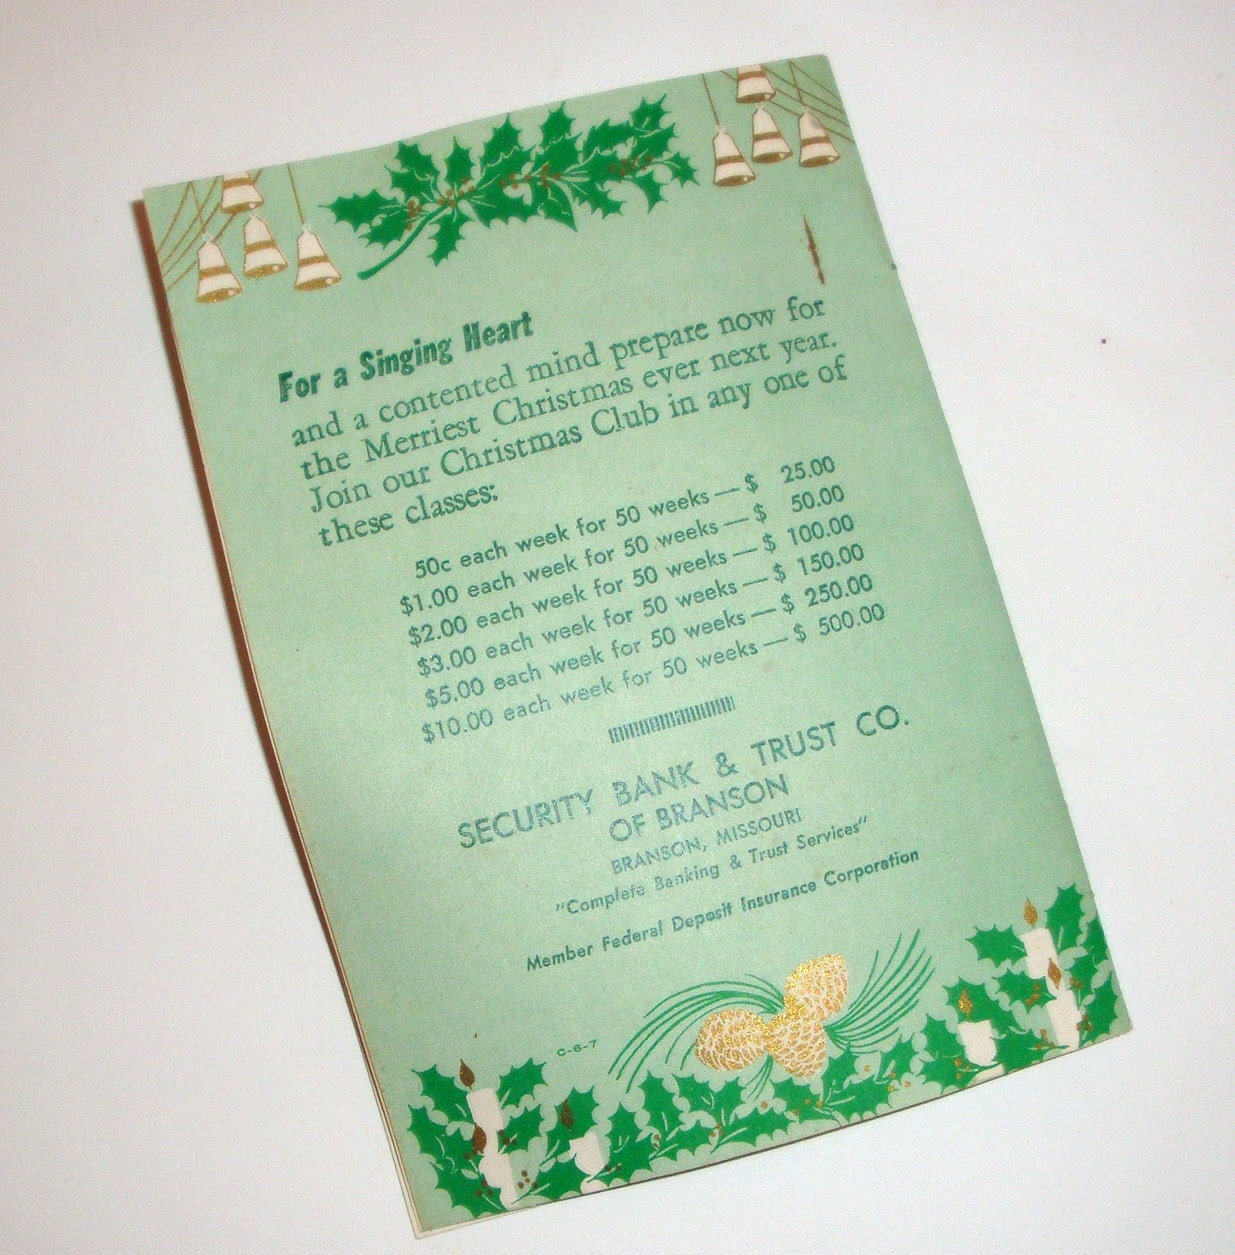 For a Singing Heart
and a contented mind prepare now for
the Merriest Christmas ever next year.
Join our Christmas Club in any one of
these classes:
50c each week for 50 weeks — $ 25.00
$1.00 each week for 50 weeks — $ 50.00
$2.00 each week for 50 weeks — $ 100.00
$3.00 each week for 50 weeks — $ 150.00
$5.00 each week for 50 weeks — $ 250.00
$10.00 each week for 50 weeks — $ 500.00
SECURITY BANK & TRUST CO.
OF BRANSON
BRANSON, MISSOURI
"Complete Banking & Trust Services"
Member Federal Deposit Insurance Corporation
C-6-7